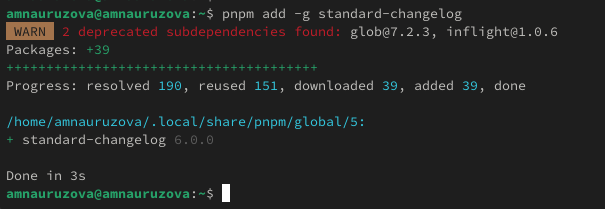 amnauruzova@amnauruzova:~$ pnpm add -g standard-changelog
WARN 2 deprecated subdependencies found: glob@7.2.3, inflight@1.0.6
Packages: +39
+++++++++++++++++++++++++++++++++++++++
Progress: resolved 190, reused 151, downloaded 39, added 39, done
/home/amnauruzova/.local/share/pnpm/global/5:
+ standard-changelog 6.0.0
Done in 3s
amnauruzova@amnauruzova:~$